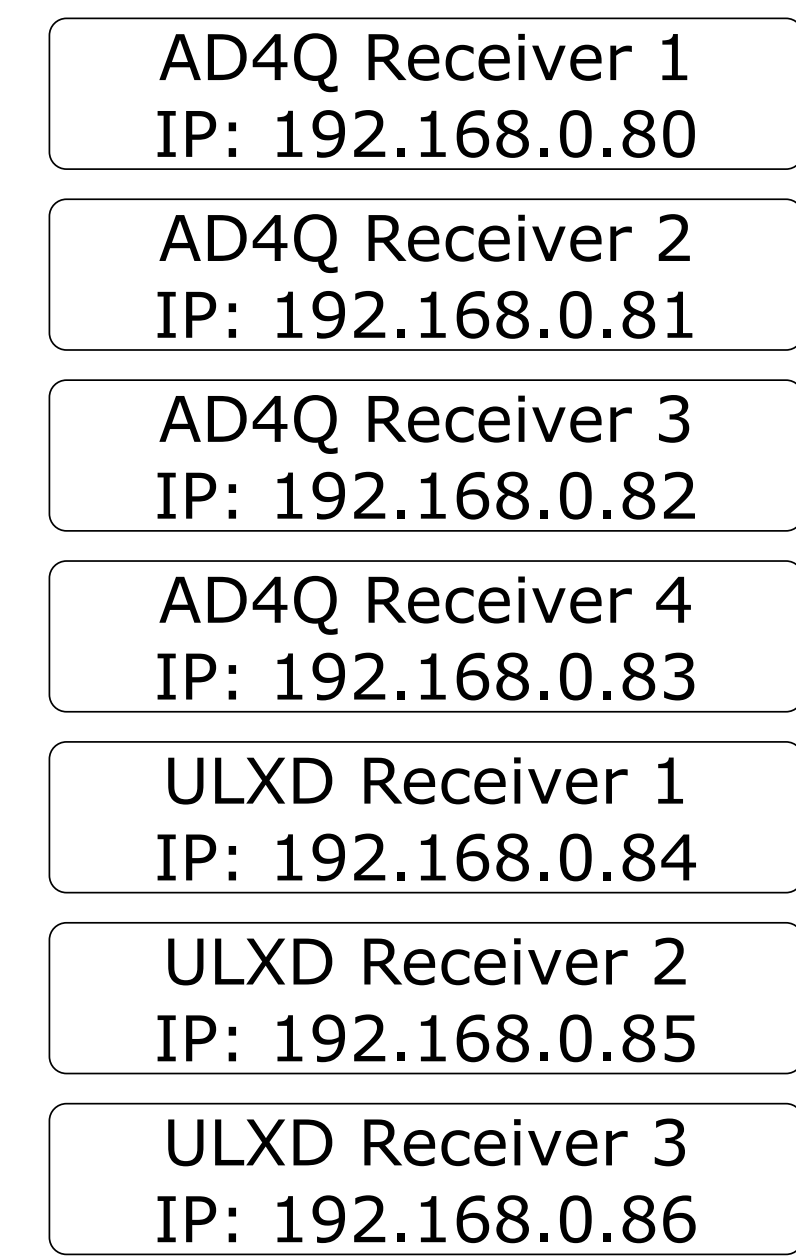 AD4Q Receiver 1
IP: 192.168.0.80
AD4Q Receiver 2
IP: 192.168.0.81
AD4Q Receiver 3
IP: 192.168.0.82
AD4Q Receiver 4
IP: 192.168.0.83
ULXD Receiver 1
IP: 192.168.0.84
ULXD Receiver 2
IP: 192.168.0.85
ULXD Receiver 3
IP: 192.168.0.86